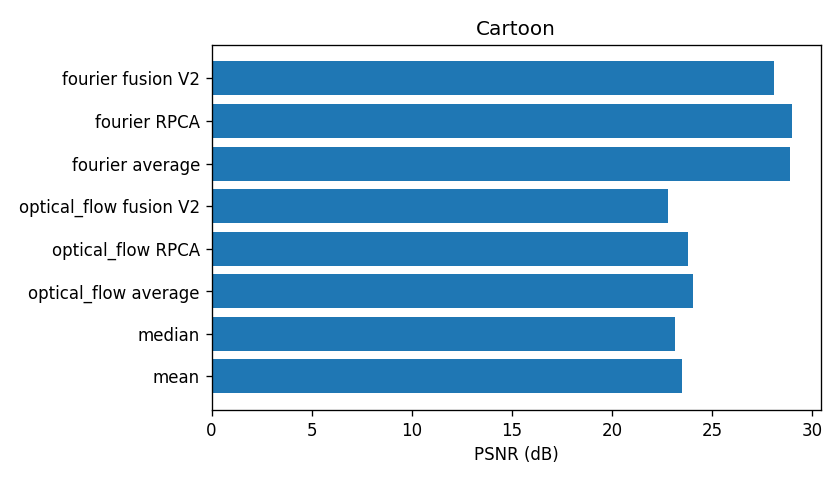 Cartoon
fourier fusion V2
fourier RPCA
fourier average
optical_flow fusion V2
optical_flow RPCA
optical_flow average
median
mean
0 5 10 15 20 25 30
PSNR (dB)